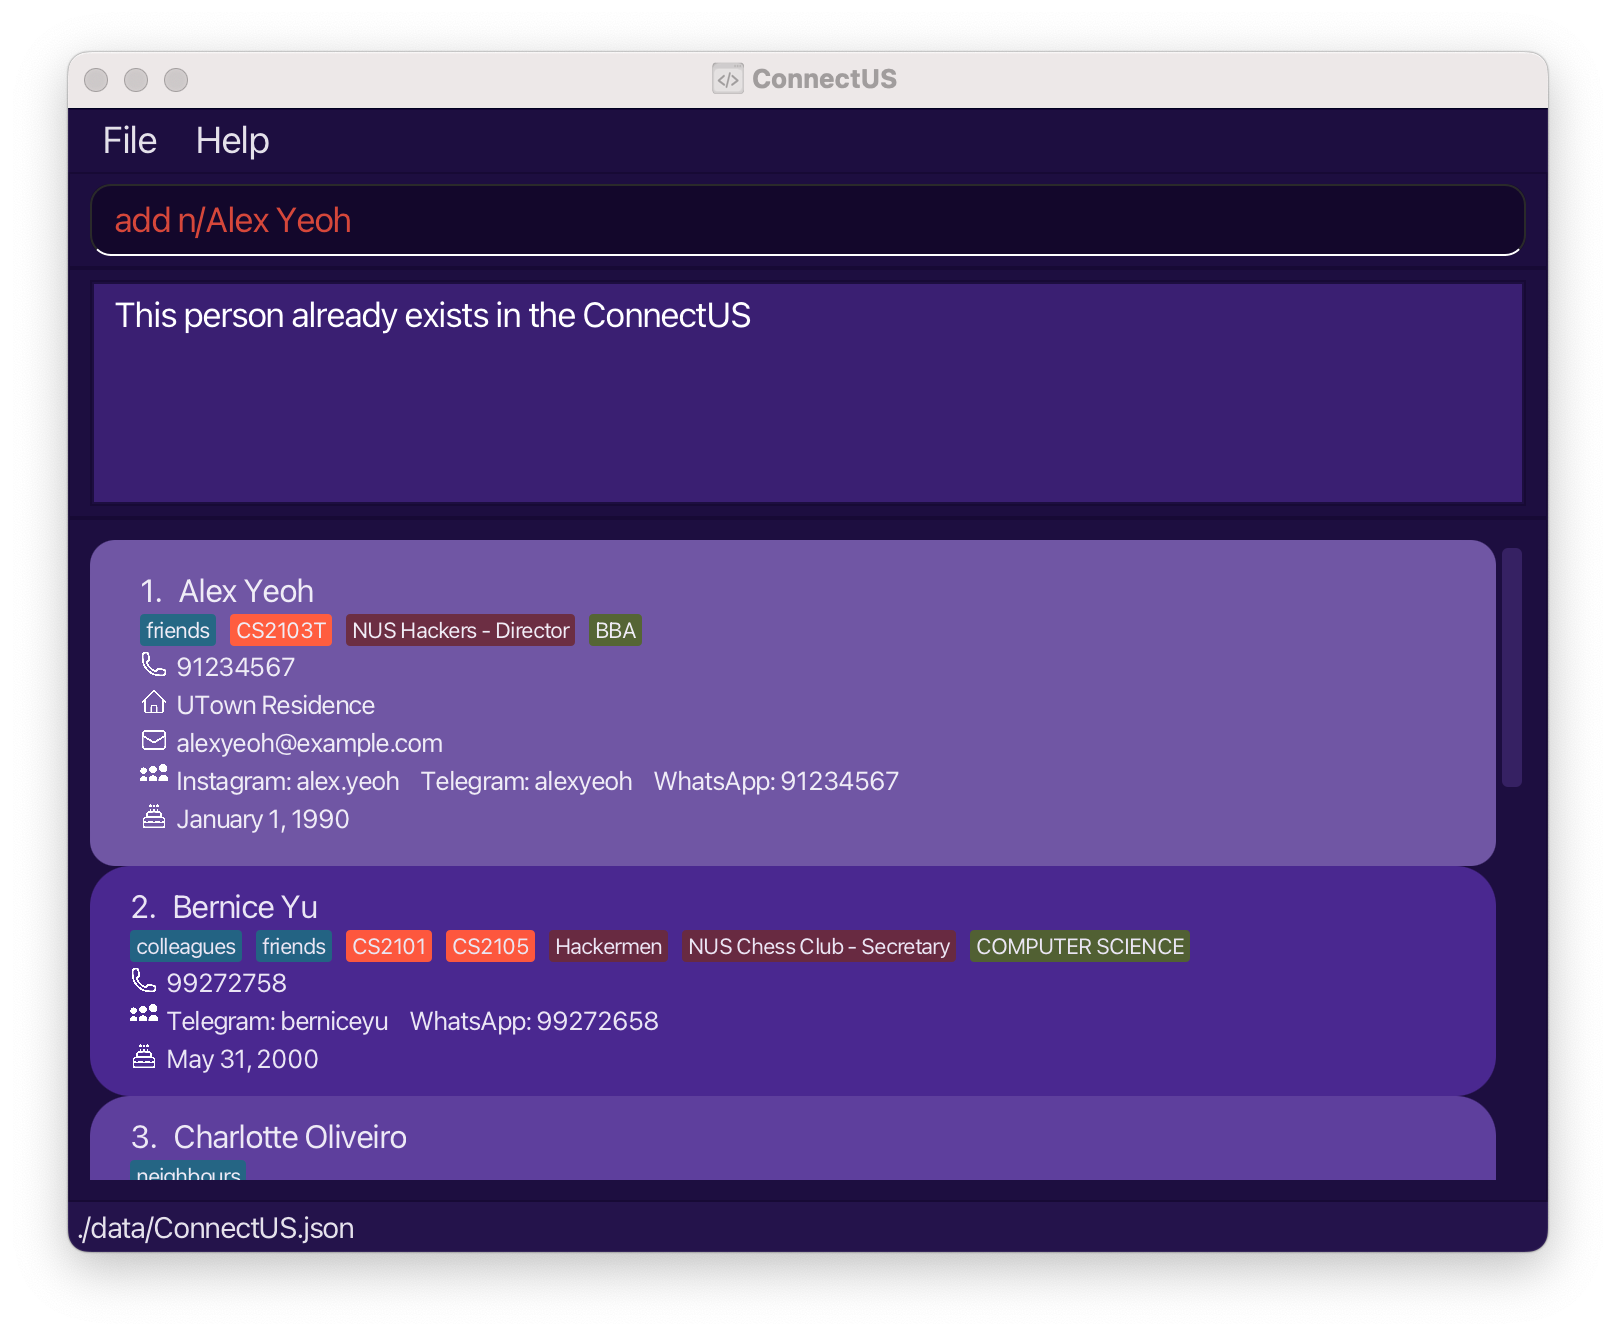 ConnectUS
File Help
add n/Alex Yeoh
This person already exists in the ConnectUS
1. Alex Yeoh
friends CS2103T NUS Hackers - Director BBA
91234567
UTown Residence
alexyeoh@example.com
Instagram: alex.yeoh Telegram: alexyeoh WhatsApp: 91234567
January 1, 1990
2. Bernice Yu
colleagues friends CS2101 CS2105 Hackermen NUS Chess Club - Secretary COMPUTER SCIENCE
99272758
Telegram: berniceyu WhatsApp: 99272658
May 31, 2000
3. Charlotte Oliveiro
neighbours
./data/ConnectUS.json